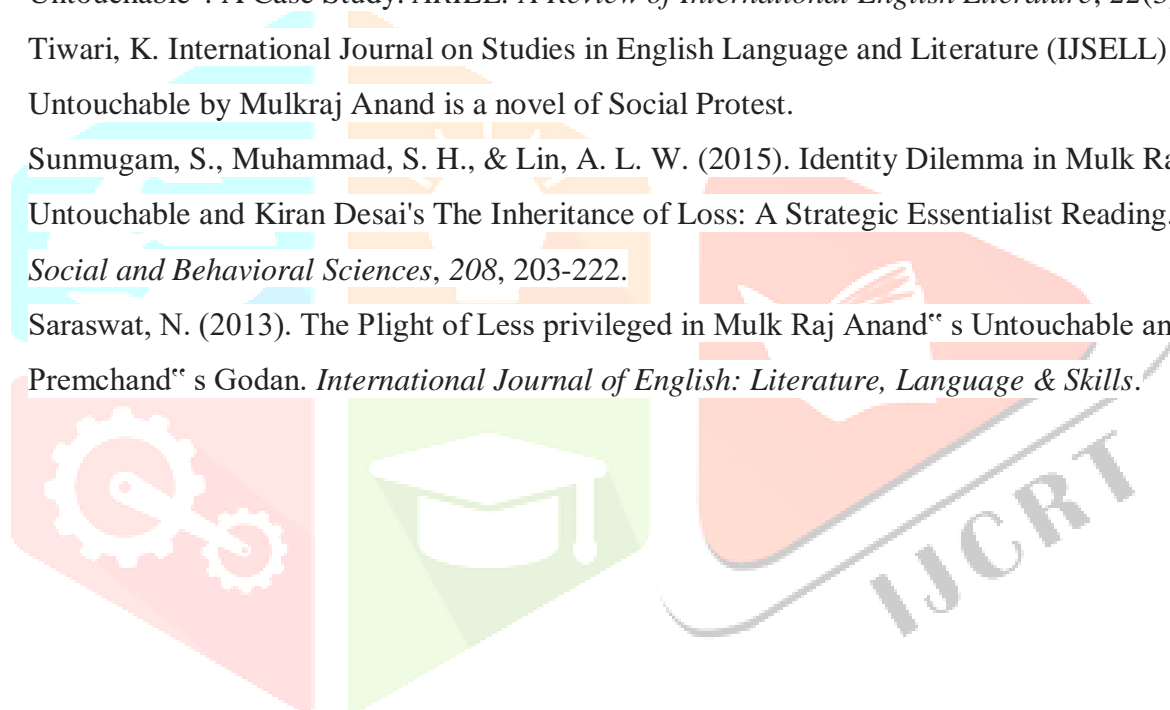 Untouchable": A Case Study. ARIEL: A Review of International English Literature, 22(3
Tiwari, K. International Journal on Studies in English Language and Literature (IJSELL)
Untouchable by Mulkraj Anand is a novel of Social Protest.
Sunmugam, S., Muhammad, S. H., & Lin, A. L. W. (2015). Identity Dilemma in Mulk Ra
Untouchable and Kiran Desai's The Inheritance of Loss: A Strategic Essentialist Reading.
Social and Behavioral Sciences, 208, 203-222.
Saraswat, N. (2013). The Plight of Less privileged in Mulk Raj Anand‟ s Untouchable an
Premchand‟ s Godan. International Journal of English: Literature, Language & Skills.
IJCRT